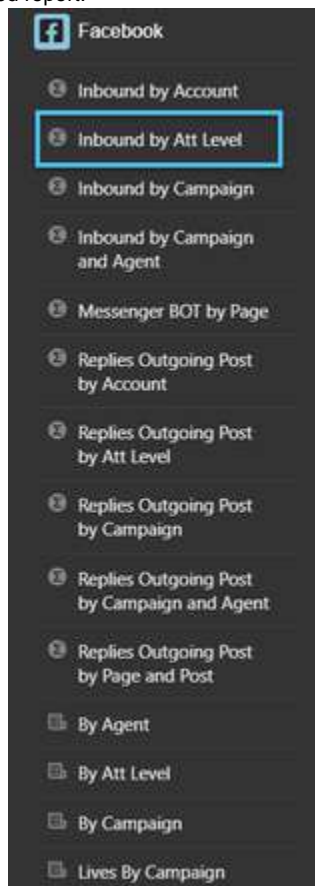 report.
Facebook
Inbound by Account
Inbound by Att Level
Inbound by Campaign
Inbound by Campaign
and Agent
Messenger BOT by Page
Replies Outgoing Post
by Account
Replies Outgoing Post
by Att Level
Replies Outgoing Post
by Campaign
Replies Outgoing Post
by Campaign and Agent
Replies Outgoing Post
by Page and Post
By Agent
By Att Level
By Campaign
Lives By Campaign